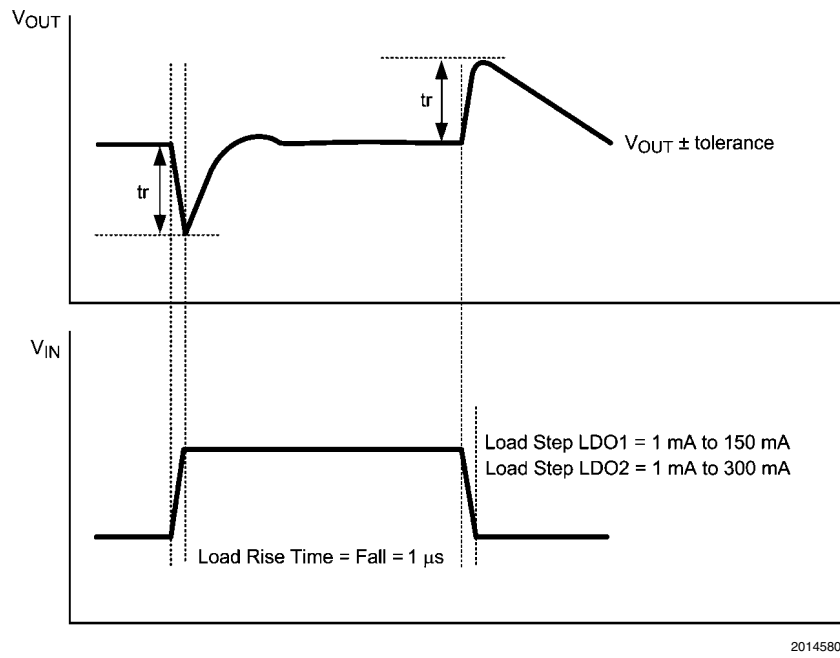 VOUT
tr
tr
VOUT ± tolerance
VIN
Load Step LDO1 = 1 mA to 150 mA
Load Step LDO2 = 1 mA to 300 mA
Load Rise Time = Fall = 1 μs
2014580